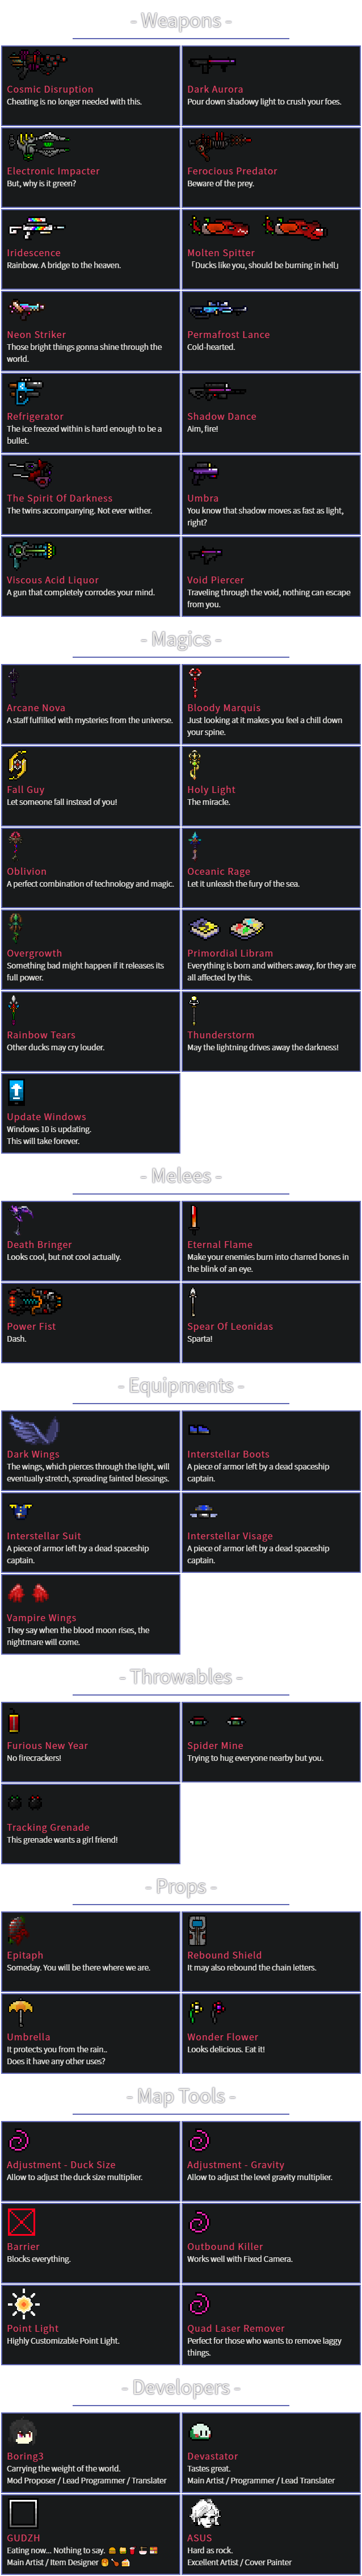 - Weapons -
Cosmic Disruption
Cheating is no longer needed with this.
Dark Aurora
Pour down shadowy light to crush your foes.
Electronic Impacter
But, why is it green?
Ferocious Predator
Beware of the prey.
Iridescence
Rainbow. A bridge to the heaven.
Molten Spitter
「Ducks like you, should be burning in hell」
Neon Striker
Those bright things gonna shine through the
world.
Permafrost Lance
Cold-hearted.
Refrigerator
The ice freezed within is hard enough to be a
bullet.
Shadow Dance
Aim, fire!
The Spirit Of Darkness
The twins accompanying. Not ever wither.
Umbra
You know that shadow moves as fast as light,
right?
Viscous Acid Liquor
A gun that completely corrodes your mind.
Void Piercer
Traveling through the void, nothing can escape
from you.
- Magics -
Arcane Nova
A staff fulfilled with mysteries from the universe.
Bloody Marquis
Just looking at it makes you feel a chill down
your spine.
Fall Guy
Let someone fall instead of you!
Holy Light
The miracle.
Oblivion
A perfect combination of technology and magic.
Oceanic Rage
Let it unleash the fury of the sea.
Overgrowth
Something bad might happen if it releases its
full power.
Primordial Libram
Everything is born and withers away, for they are
all affected by this.
Rainbow Tears
Other ducks may cry louder.
Thunderstorm
May the lightning drives away the darkness!
Update Windows
Windows 10 is updating.
This will take forever.
- Melees -
Death Bringer
Looks cool, but not cool actually.
Eternal Flame
Make your enemies burn into charred bones in
the blink of an eye.
Power Fist
Dash.
Spear Of Leonidas
Sparta!
- Equipments -
Dark Wings
The wings, which pierces through the light, will
eventually stretch, spreading fainted blessings.
Interstellar Boots
A piece of armor left by a dead spaceship
captain.
Interstellar Suit
A piece of armor left by a dead spaceship
captain.
Interstellar Visage
A piece of armor left by a dead spaceship
captain.
Vampire Wings
They say when the blood moon rises, the
nightmare will come.
- Throwables -
Furious New Year
No firecrackers!
Spider Mine
Trying to hug everyone nearby but you.
Tracking Grenade
This grenade wants a girl friend!
- Props -
Epitaph
Someday. You will be there where we are.
Rebound Shield
It may also rebound the chain letters.
Umbrella
It protects you from the rain..
Does it have any other uses?
Wonder Flower
Looks delicious. Eat it!
- Map Tools -
Adjustment - Duck Size
Allow to adjust the duck size multiplier.
Adjustment - Gravity
Allow to adjust the level gravity multiplier.
Barrier
Blocks everything.
Outbound Killer
Works well with Fixed Camera.
Point Light
Highly Customizable Point Light.
Quad Laser Remover
Perfect for those who wants to remove laggy
things.
- Developers -
Boring3
Carrying the weight of the world.
Mod Proposer / Lead Programmer / Translater
Devastator
Tastes great.
Main Artist / Programmer / Lead Translater
GUDZH
Eating now... Nothing to say.
Main Artist / Item Designer
ASUS
Hard as rock.
Excellent Artist / Cover Painter